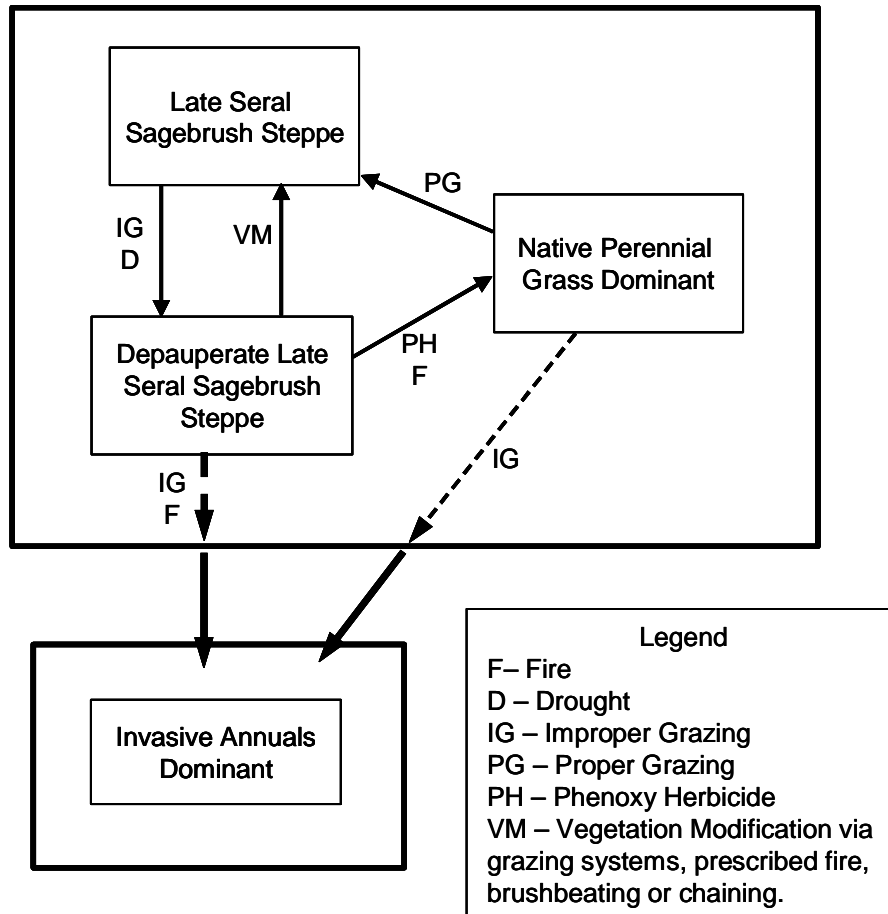 Late Seral
Sagebrush Steppe
PG
IG
D
VM
Native Perennial
Grass Dominant
Depauperate Late
Seral Sagebrush
Steppe
PH
F
IG
F
IG
Invasive Annuals
Dominant
Legend
F– Fire
D – Drought
IG – Improper Grazing
PG – Proper Grazing
PH – Phenoxy Herbicide
VM – Vegetation Modification via
grazing systems, prescribed fire,
brushbeating or chaining.